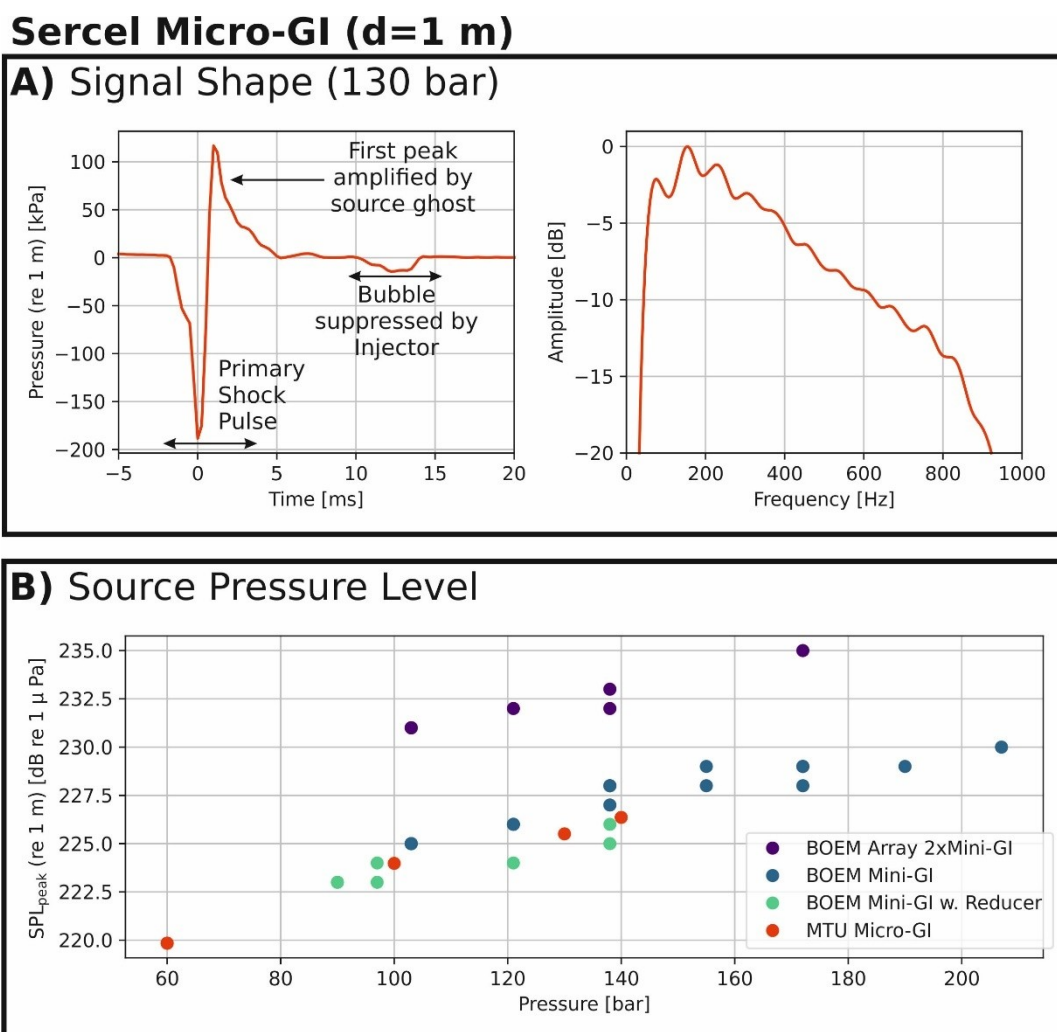 Sercel Micro-GI (d=1 m)
A) Signal Shape (130 bar)
100
50
0
−50
−100
−150
−200
Pressure (re 1 m) [kPa]
First peak
amplified by
source ghost
Bubble
suppressed by
Injector
Primary
Shock
Pulse
−5 0 5 10 15 20
Time [ms]
0
−5
−10
−15
−20
Amplitude [dB]
0 200 400 600 800 1000
Frequency [Hz]
B) Source Pressure Level
235.0
232.5
230.0
227.5
225.0
222.5
220.0
SPLpeak (re 1 m) [dB re 1 μ Pa]
BOEM Array 2xMini-GI
BOEM Mini-GI
BOEM Mini-GI w. Reducer
MTU Micro-GI
60 80 100 120 140 160 180 200
Pressure [bar]